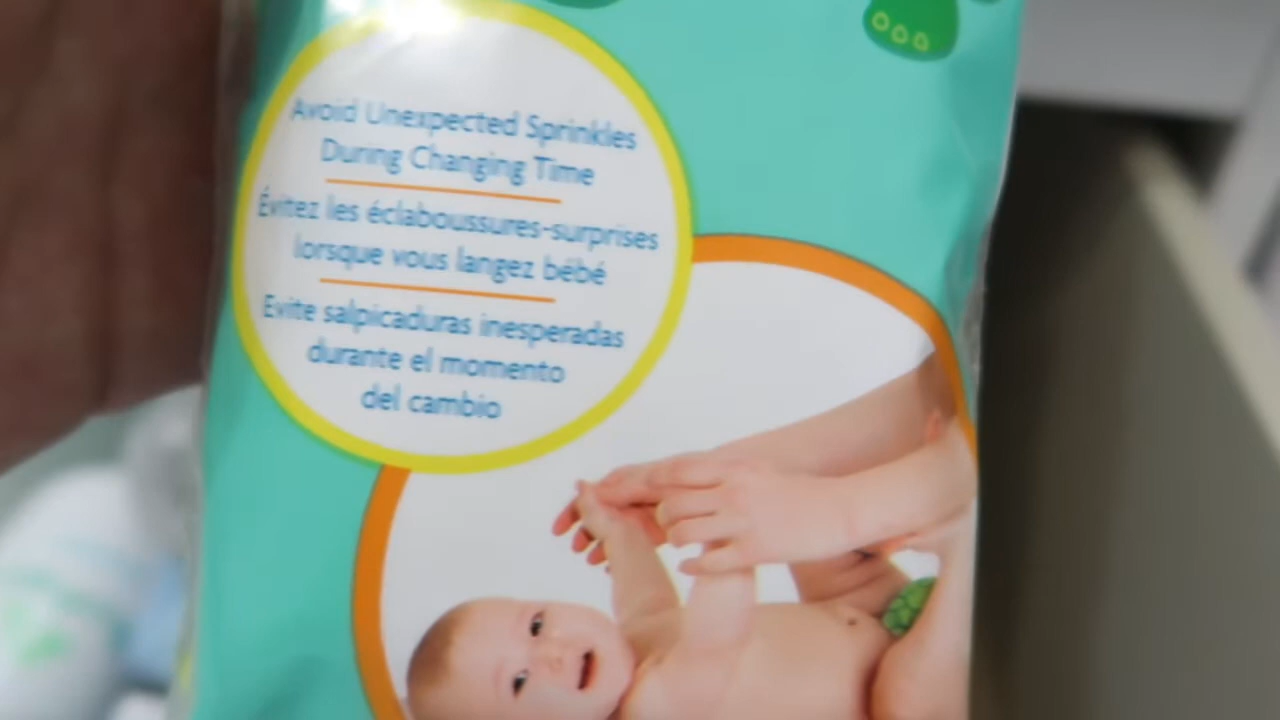 Avoid Unexpected Sprinkles
During Changing Time
Évitez les éclaboussures-surprises
lorsque vous langez bébé
Evite salpicaduras inesperadas
durante el momento
del cambio